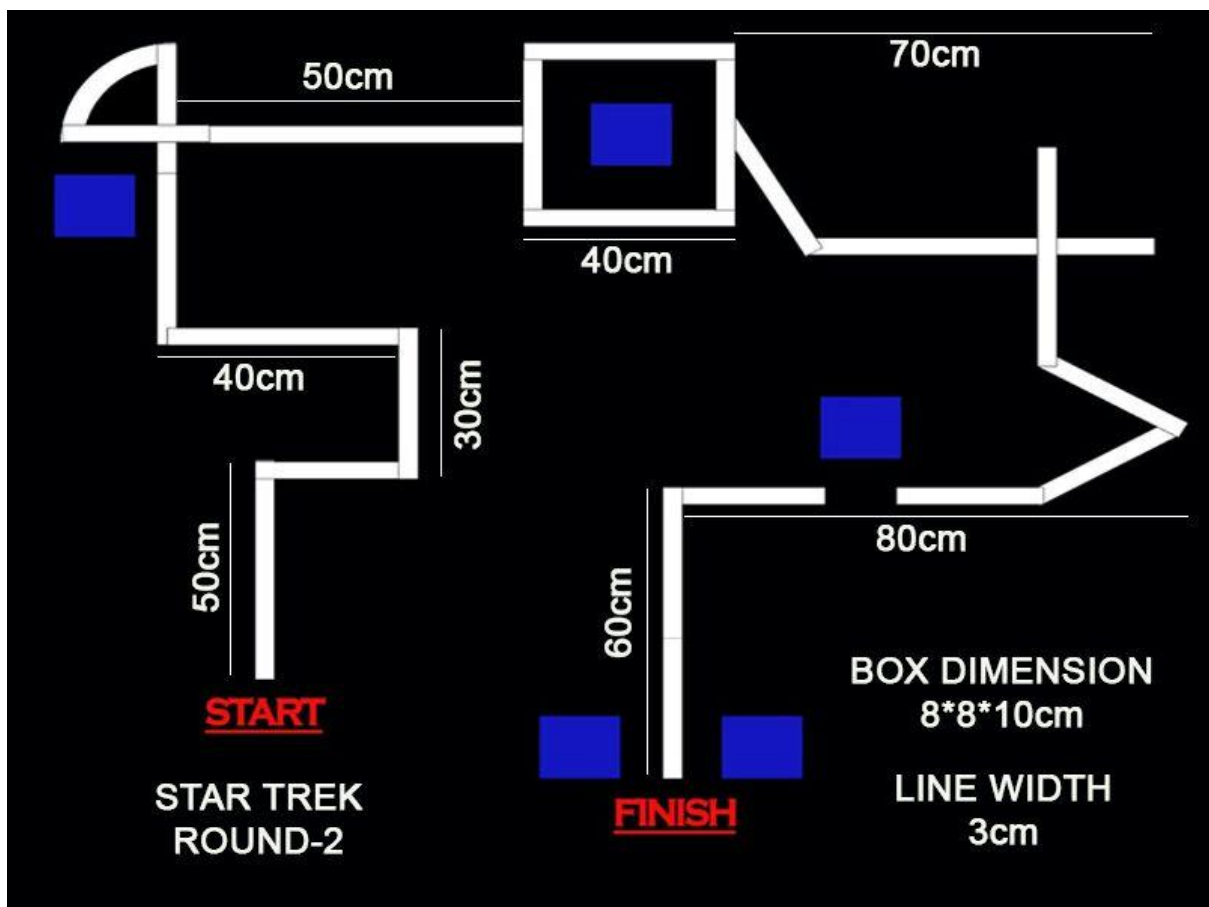 70cm
50cm
40cm
40cm
30cm
50cm
80cm
60cm
START
FINISH
STAR TREK
ROUND-2
BOX DIMENSION
8*8*10cm
LINE WIDTH
3cm